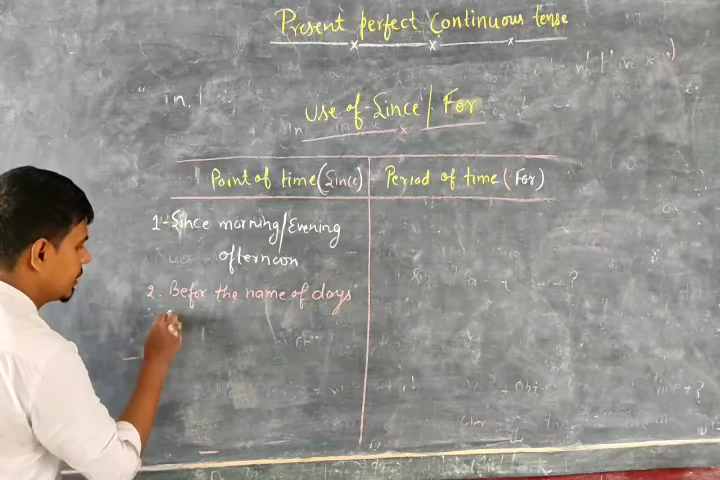 Present perfect Continuous tense
Use of Since / For
Point of time (Since)
Period of time (For)
1- Since morning/Evening
afternoon
2. Befor the name of days